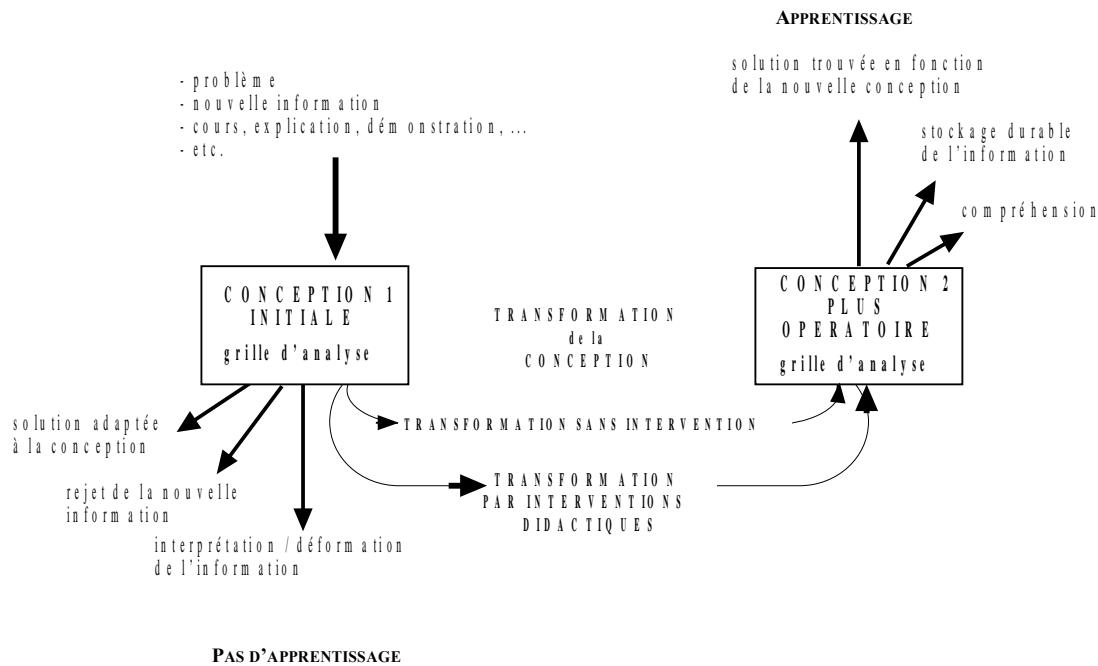 APPRENTISSAGE
solution trouvée en fonction
de la nouvelle conception
- problème
- nouvelle information
- cours, explication, démonstration, ...
- etc.
stockage durable
de l'information
compréhension
CONCEPTION 1
INITIALE
grille d'analyse
TRANSFORMATION
de la
CONCEPTION
CONCEPTION 2
PLUS
OPERATOIRE
grille d'analyse
solution adaptée
à la conception
TRANSFORMATION SANS INTERVENTION
rejet de la nouvelle
information
TRANSFORMATION
PAR INTERVENTIONS
DIDACTIQUES
interprétation / déformation
de l'information
PAS D'APPRENTISSAGE